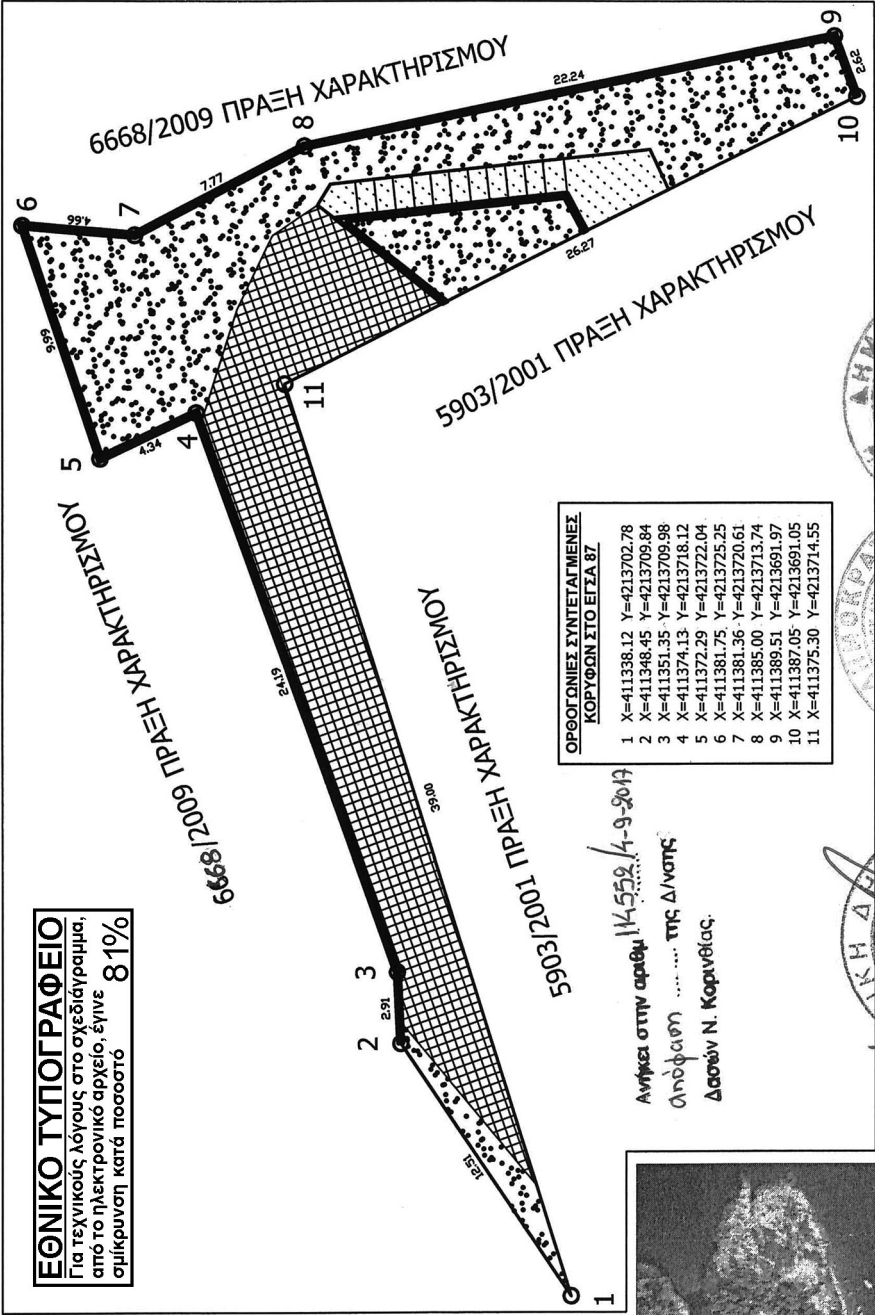 ΕΘΝΙΚΟ ΤΥΠΟΓΡΑΦΕΙΟ
Για τεχνικούς λόγους στο σχεδιάγραμμα,
από το ηλεκτρονικό αρχείο, έγινε
σμίκρυνση κατά ποσοστό 81%
6668/2009 ΠΡΑΞΗ ΧΑΡΑΚΤΗΡΙΣΜΟΥ
6668/2009 ΠΡΑΞΗ ΧΑΡΑΚΤΗΡΙΣΜΟΥ
5903/2001 ΠΡΑΞΗ ΧΑΡΑΚΤΗΡΙΣΜΟΥ
5903/2001 ΠΡΑΞΗ ΧΑΡΑΚΤΗΡΙΣΜΟΥ
1
2
3
4
5
6
7
8
9
10
11
12.51
2.91
24.19
4.34
9.99
4.66
7.77
22.24
2.62
26.27
39.00
ΟΡΘΟΓΩΝΙΕΣ ΣΥΝΤΕΤΑΓΜΕΝΕΣ
ΚΟΡΥΦΩΝ ΣΤΟ ΕΓΣΑ 87
1 X=411338.12 Y=4213702.78
2 X=411348.45 Y=4213709.84
3 X=411351.35 Y=4213709.98
4 X=411374.13 Y=4213718.12
5 X=411372.29 Y=4213722.04
6 X=411381.75 Y=4213725.25
7 X=411381.36 Y=4213720.61
8 X=411385.00 Y=4213713.74
9 X=411389.51 Y=4213691.97
10 X=411387.05 Y=4213691.05
11 X=411375.30 Y=4213714.55
Ανήκει στην αριθμ 114552/4-9-2017
απόφαση ...... της Δ/νσης
Δασών Ν. Κορινθίας.